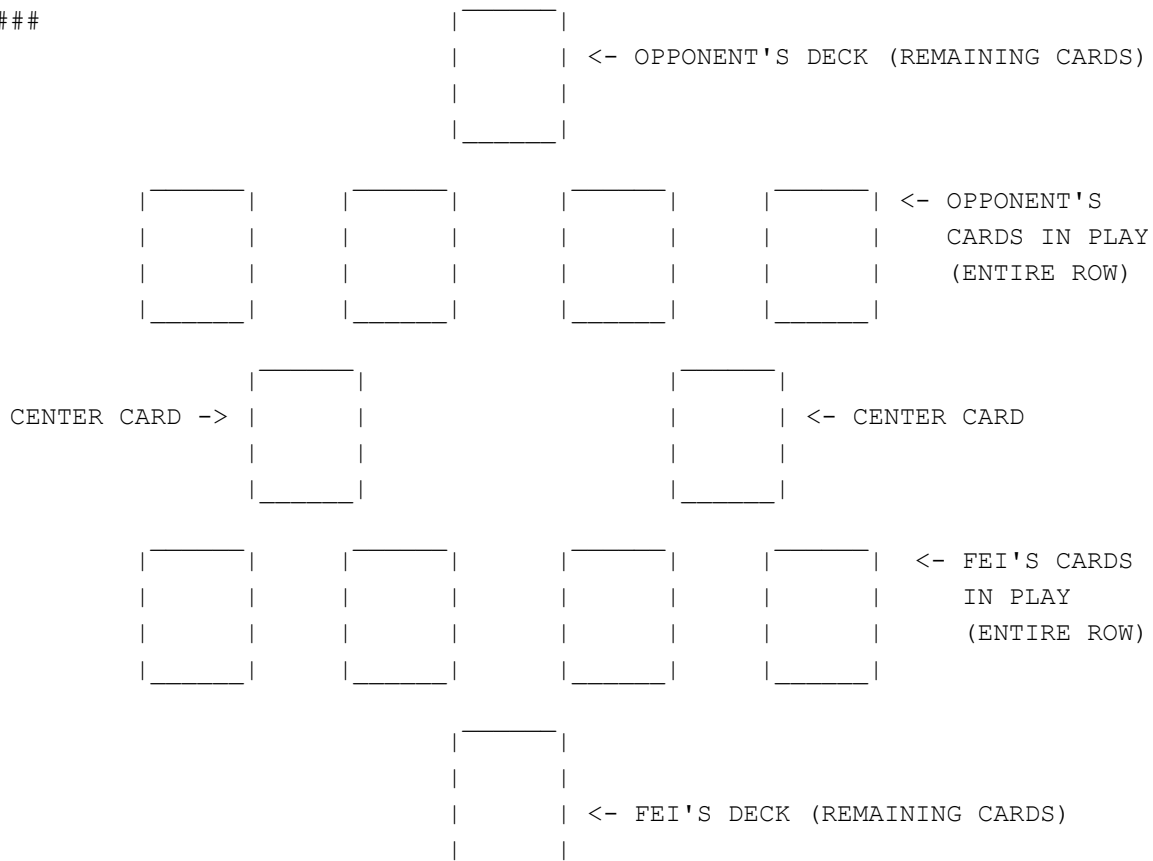 ###
<- OPPONENT'S DECK (REMAINING CARDS)
<- OPPONENT'S
CARDS IN PLAY
(ENTIRE ROW)
CENTER CARD ->
<- CENTER CARD
<- FEI'S CARDS
IN PLAY
(ENTIRE ROW)
<- FEI'S DECK (REMAINING CARDS)